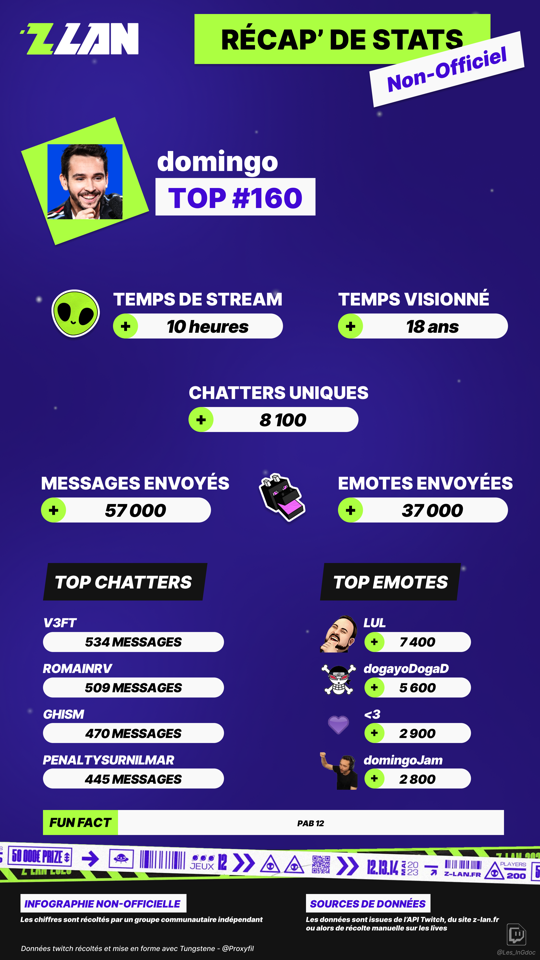 ZLAN
RÉCAP' DE STATS
Non-Officiel
domingo
TOP #160
TEMPS DE STREAM
+ 10 heures
TEMPS VISIONNÉ
+ 18 ans
CHATTERS UNIQUES
+ 8 100
MESSAGES ENVOYÉS
+ 57 000
EMOTES ENVOYÉES
+ 37 000
TOP CHATTERS
V3FT
534 MESSAGES
ROMAINRV
509 MESSAGES
GHISM
470 MESSAGES
PENALTYSURNILMAR
445 MESSAGES
TOP EMOTES
LUL
+ 7 400
dogayoDogaD
+ 5 600
<3
+ 2 900
domingoJam
+ 2 800
FUN FACT
PAB 12
50 000€ PRIZE
JEUX 12
12.13.14 MAI 2023
Z-LAN.FR
PLAYERS 200
INFOGRAPHIE NON-OFFICIELLE
Les chiffres sont récoltés par un groupe communautaire indépendant
SOURCES DE DONNÉES
Les données sont issues de l'API Twitch, du site z-lan.fr
ou alors de récolte manuelle sur les lives
Données twitch récoltés et mise en forme avec Tungstene - @Proxyfil
@Les_InGdoc